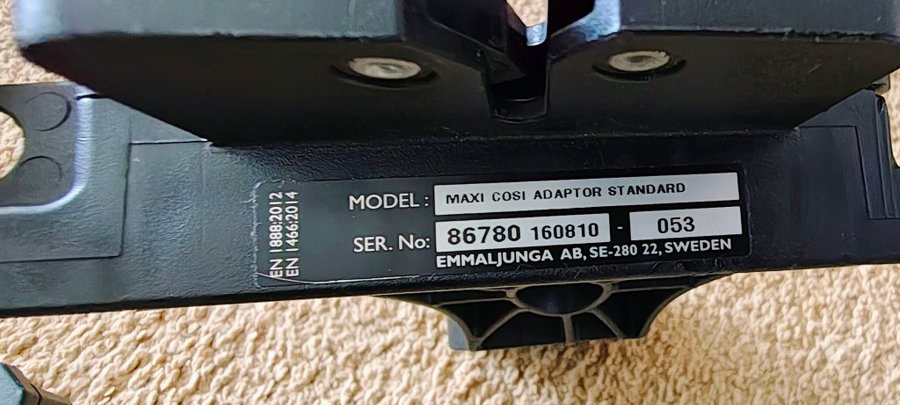 EN 1888:2012
EN 1466:2014
MODEL: MAXI COSI ADAPTOR STANDARD
SER. No: 86780 160810 - 053
EMMALJUNGA AB, SE-280 22, SWEDEN